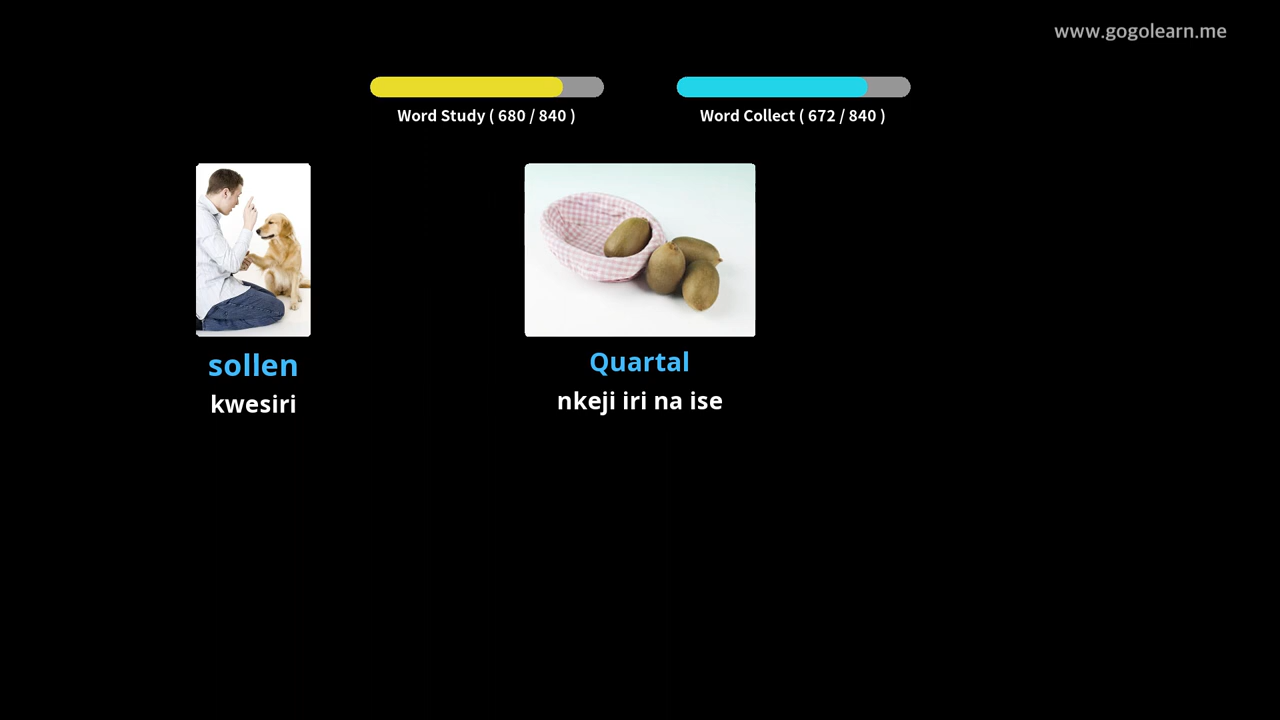 www.gogolearn.me
Word Study ( 680 / 840 )
Word Collect ( 672 / 840 )
sollen
kwesiri
Quartal
nkeji iri na ise